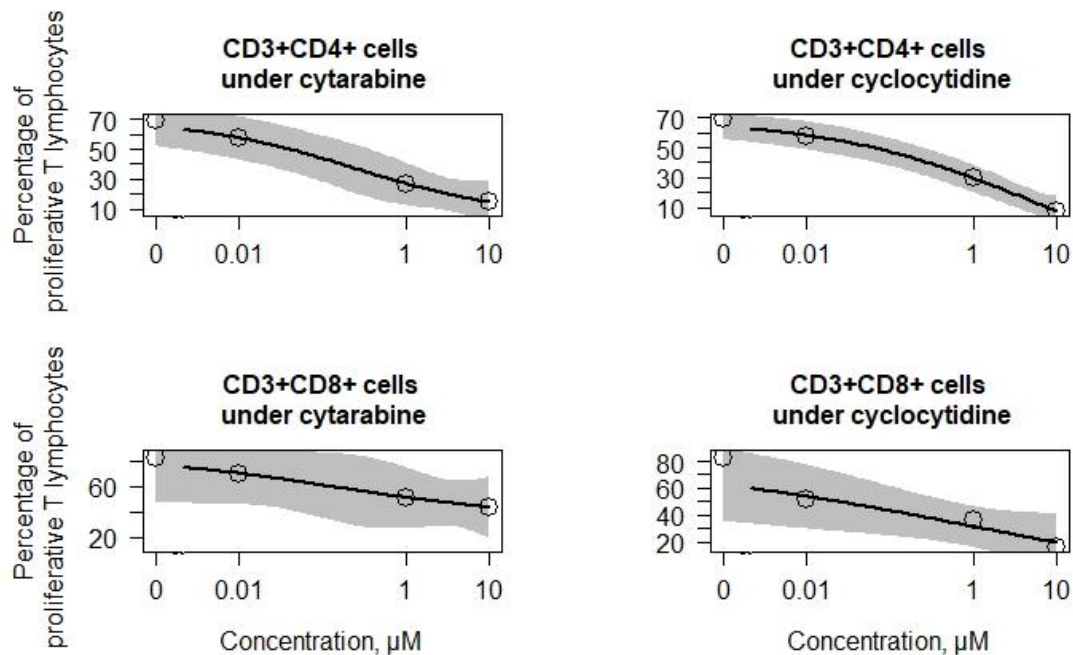 CD3+CD4+ cells
under cytarabine
Percentage of
proliferative T lymphocytes
70
50
30
10
0 0.01 1 10
CD3+CD4+ cells
under cyclocytidine
70
50
30
10
0 0.01 1 10
CD3+CD8+ cells
under cytarabine
Percentage of
proliferative T lymphocytes
60
20
0 0.01 1 10
Concentration, µM
CD3+CD8+ cells
under cyclocytidine
80
60
40
20
0 0.01 1 10
Concentration, µM